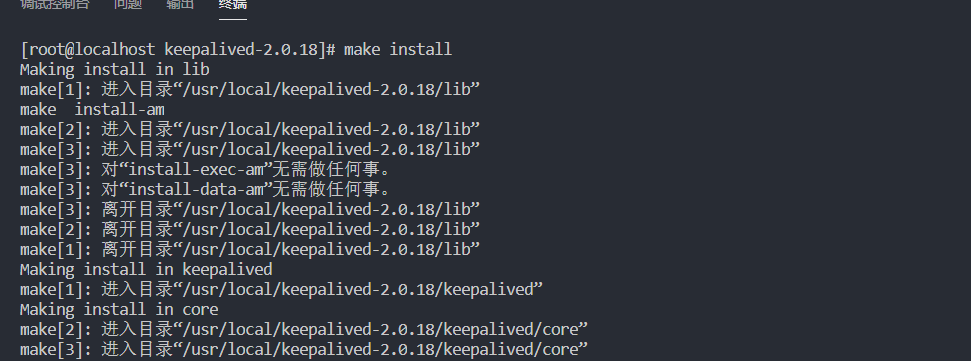 调试控制台 问题 输出 终端
[root@localhost keepalived-2.0.18]# make install
Making install in lib
make[1]: 进入目录“/usr/local/keepalived-2.0.18/lib”
make  install-am
make[2]: 进入目录“/usr/local/keepalived-2.0.18/lib”
make[3]: 进入目录“/usr/local/keepalived-2.0.18/lib”
make[3]: 对“install-exec-am”无需做任何事。
make[3]: 对“install-data-am”无需做任何事。
make[3]: 离开目录“/usr/local/keepalived-2.0.18/lib”
make[2]: 离开目录“/usr/local/keepalived-2.0.18/lib”
make[1]: 离开目录“/usr/local/keepalived-2.0.18/lib”
Making install in keepalived
make[1]: 进入目录“/usr/local/keepalived-2.0.18/keepalived”
Making install in core
make[2]: 进入目录“/usr/local/keepalived-2.0.18/keepalived/core”
make[3]: 进入目录“/usr/local/keepalived-2.0.18/keepalived/core”